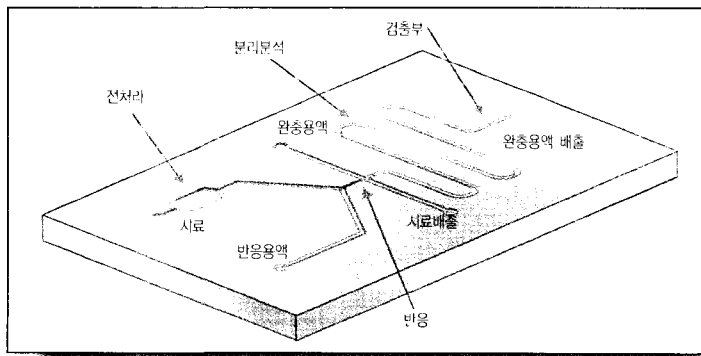 검출부
분리분석
전처리
완충용액
완충용액 배출
시료
시료배출
반응용액
반응